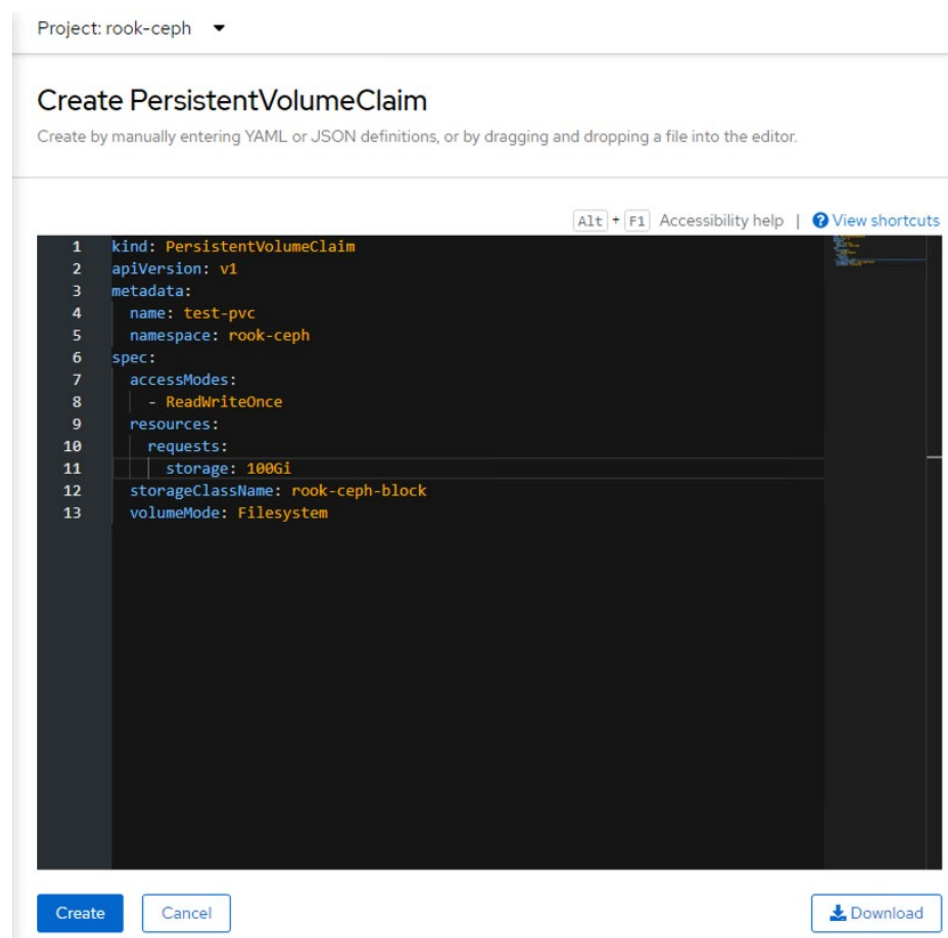 Project: rook-ceph
Create PersistentVolumeClaim
Create by manually entering YAML or JSON definitions, or by dragging and dropping a file into the editor.
Alt + F1 Accessibility help | View shortcuts
1 kind: PersistentVolumeClaim
2 apiVersion: v1
3 metadata:
4 name: test-pvc
5 namespace: rook-ceph
6 spec:
7 accessModes:
8 - ReadWriteOnce
9 resources:
10 requests:
11 storage: 100Gi
12 storageClassName: rook-ceph-block
13 volumeMode: Filesystem
Create Cancel Download